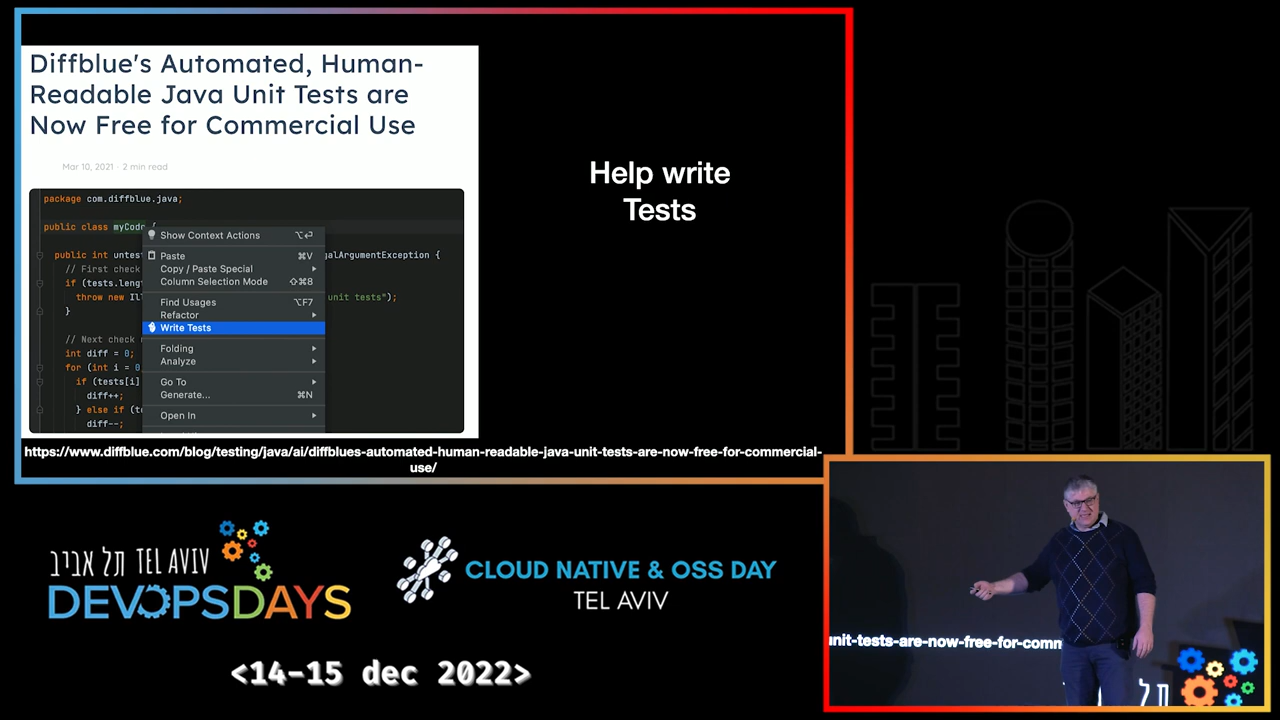 Diffblue's Automated, Human-
Readable Java Unit Tests are
Now Free for Commercial Use
Mar 10, 2021 · 2 min read
package com.diffblue.java;
public class myCode {
Show Context Actions ⌥⏎
Paste ⌘V
public int
galArgumentException {
Copy / Paste Special
// First check
Column Selection Mode ⇧⌘8
if (tests.
throw new
unit tests");
Find Usages ⌥F7
}
Refactor
Write Tests
// Next check
Folding
int diff = 0;
Analyze
for (int i = 0
if (tests[i]
Go To
diff++;
Generate... ⌘N
} else if
Open In
diff--;
Help write
Tests
https://www.diffblue.com/blog/testing/java/ai/diffblues-automated-human-readable-java-unit-tests-are-now-free-for-commercial-
use/
תל אביב TEL AVIV
DEVOPSDAYS
CLOUD NATIVE & OSS DAY
TEL AVIV
<14-15 dec 2022>
unit-tests-are-now-free-for-comm
תל